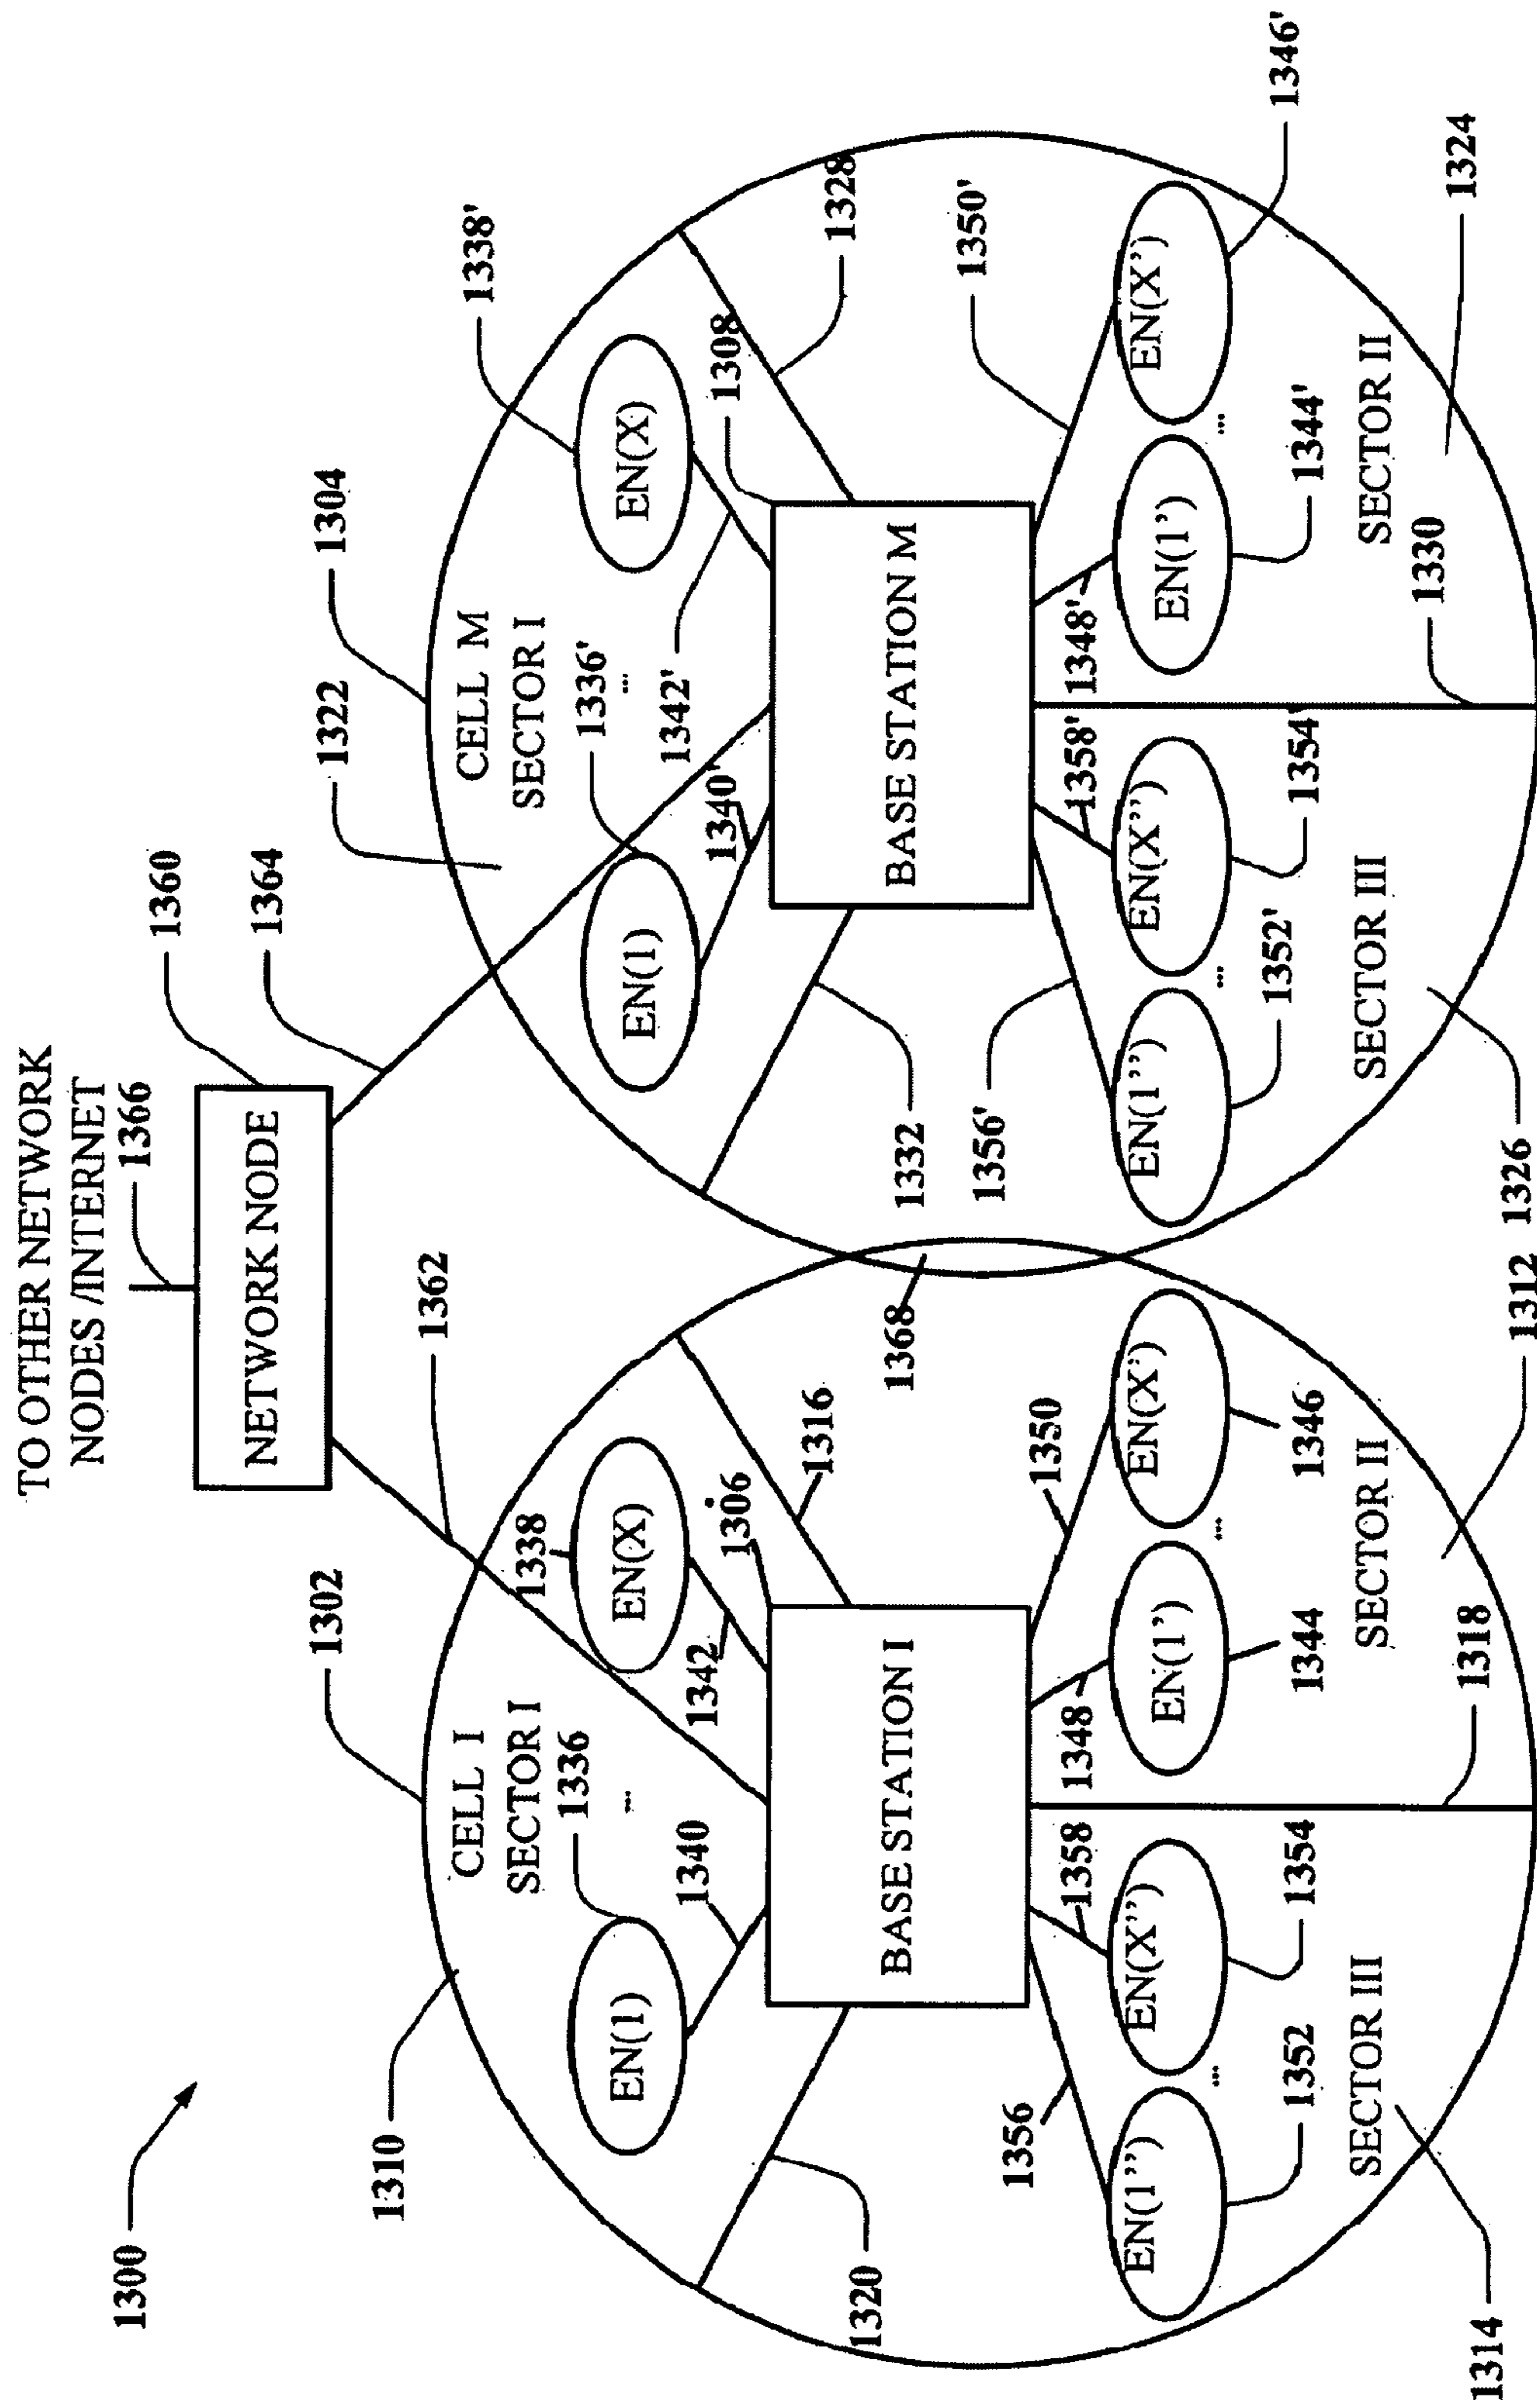 TO OTHER NETWORK
NODES /INTERNET
1366
1300
NETWORK NODE
1360
1362
1364
1302
1304
1310
1322
CELL I
SECTOR I
1336
...
1338
EN(1)
EN(X)
1340
1342
1306
1316
1320
BASE STATION I
CELL M
SECTOR I
1336'
...
1338'
EN(1)
EN(X)
1340'
1342'
1308
1328
1332
BASE STATION M
1368
1356
1358
1348
1350
EN(1'')
...
EN(X'')
EN(1')
...
EN(X')
1352
1354
1344
1346
SECTOR III
SECTOR II
1314
1318
1312
1356'
1358'
1348'
1350'
EN(1'')
...
EN(X'')
EN(1')
...
EN(X')
1352'
1354'
1344'
1346'
SECTOR III
SECTOR II
1326
1330
1324